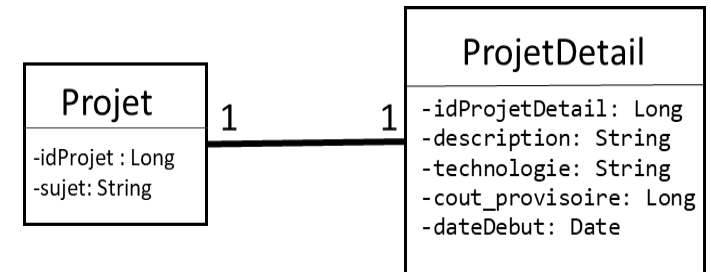 Projet
-idProjet : Long
-sujet: String
1
1
ProjetDetail
-idProjetDetail: Long
-description: String
-technologie: String
-cout_provisoire: Long
-dateDebut: Date